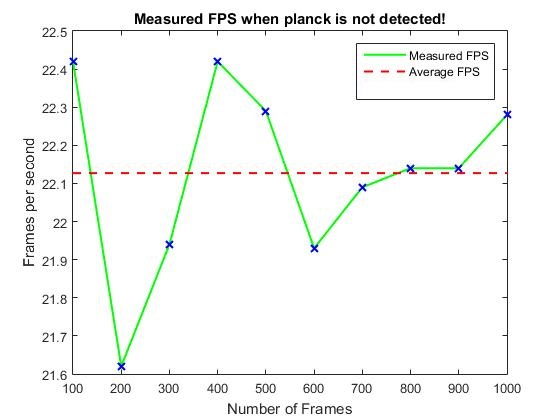 Measured FPS when planck is not detected!
22.5
22.4
22.3
22.2
22.1
22
21.9
21.8
21.7
21.6
Frames per second
Measured FPS
Average FPS
100 200 300 400 500 600 700 800 900 1000
Number of Frames